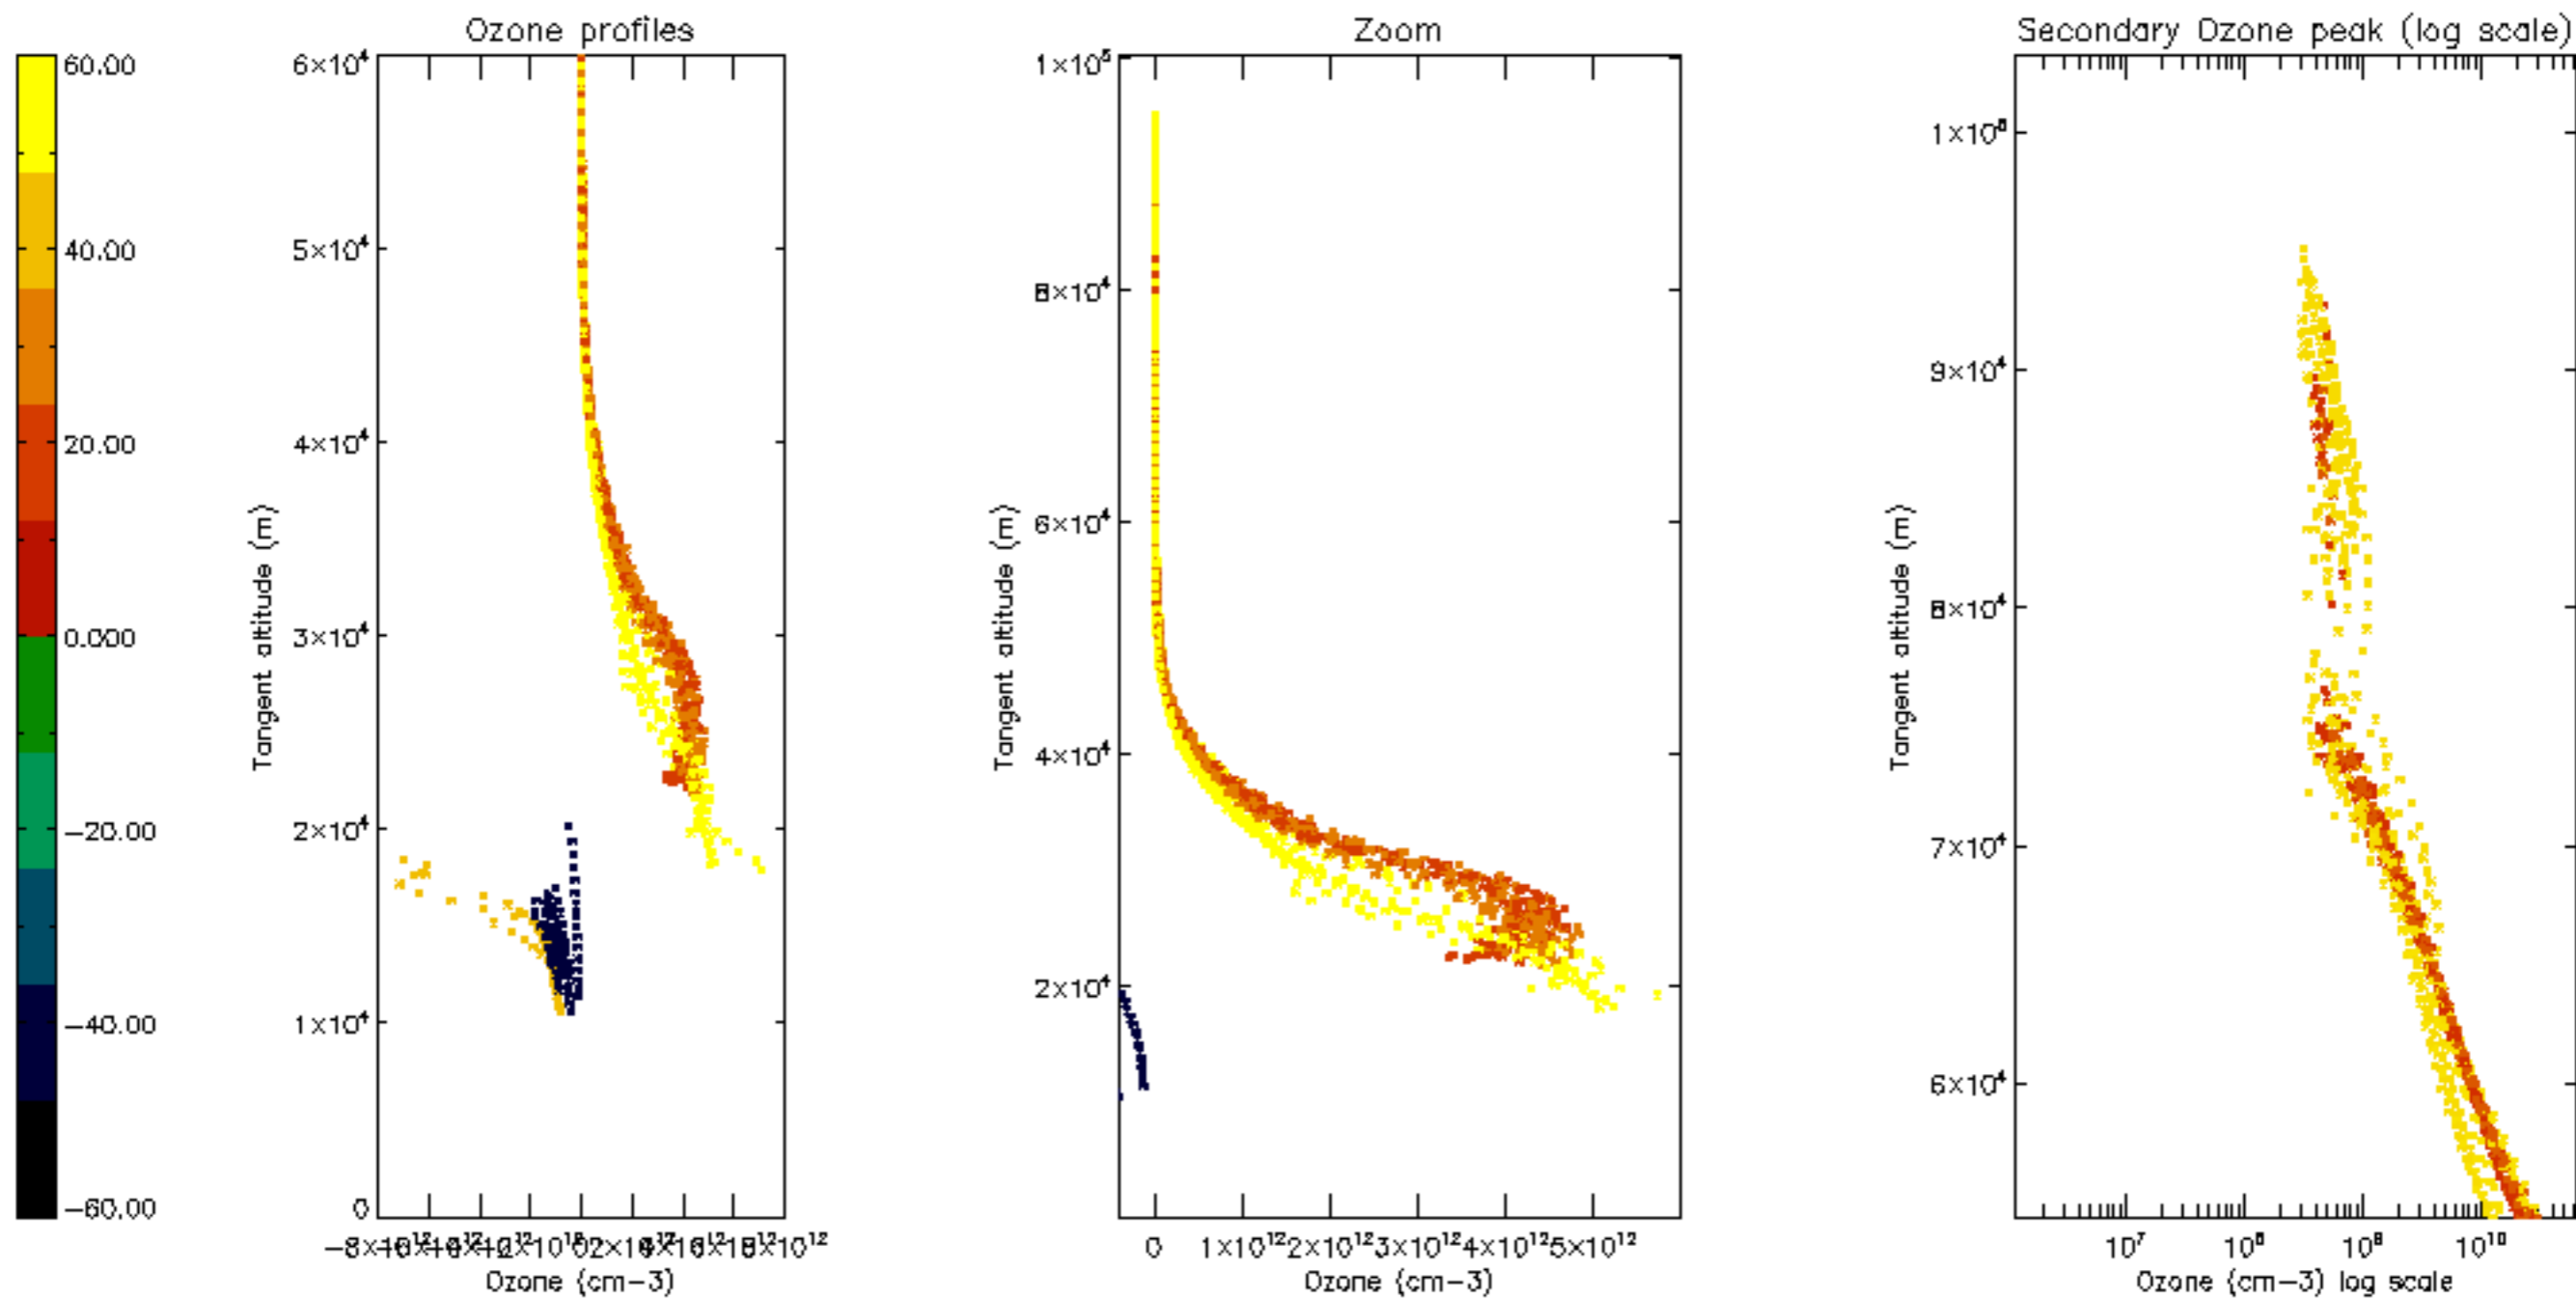 Ozone profiles
Zoom
Secondary Ozone peak (log scale)
60.00
40.00
20.00
0.000
−20.00
−40.00
−60.00
6×10⁴
5×10⁴
4×10⁴
3×10⁴
2×10⁴
1×10⁴
0
Tangent altitude (m)
Ozone (cm−3)
1×10⁵
8×10⁴
6×10⁴
4×10⁴
2×10⁴
Tangent altitude (m)
0 1×10¹² 2×10¹² 3×10¹² 4×10¹² 5×10¹²
Ozone (cm−3)
9×10⁴
8×10⁴
7×10⁴
6×10⁴
Tangent altitude (m)
10⁷ 10⁸ 10⁹ 10¹⁰
Ozone (cm−3) log scale